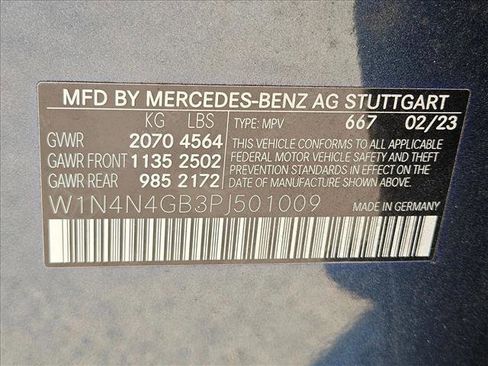 MFD BY MERCEDES-BENZ AG STUTTGART
KG LBS TYPE: MPV 667 02/23
GVWR 2070 4564
GAWR FRONT 1135 2502
GAWR REAR 985 2172
THIS VEHICLE CONFORMS TO ALL APPLICABLE
FEDERAL MOTOR VEHICLE SAFETY, BUMPER,
AND THEFT PREVENTION STANDARDS IN
EFFECT ON THE DATE OF MANUFACTURE
SHOWN ABOVE.
W1N4N4GB3PJ501009 MADE IN GERMANY